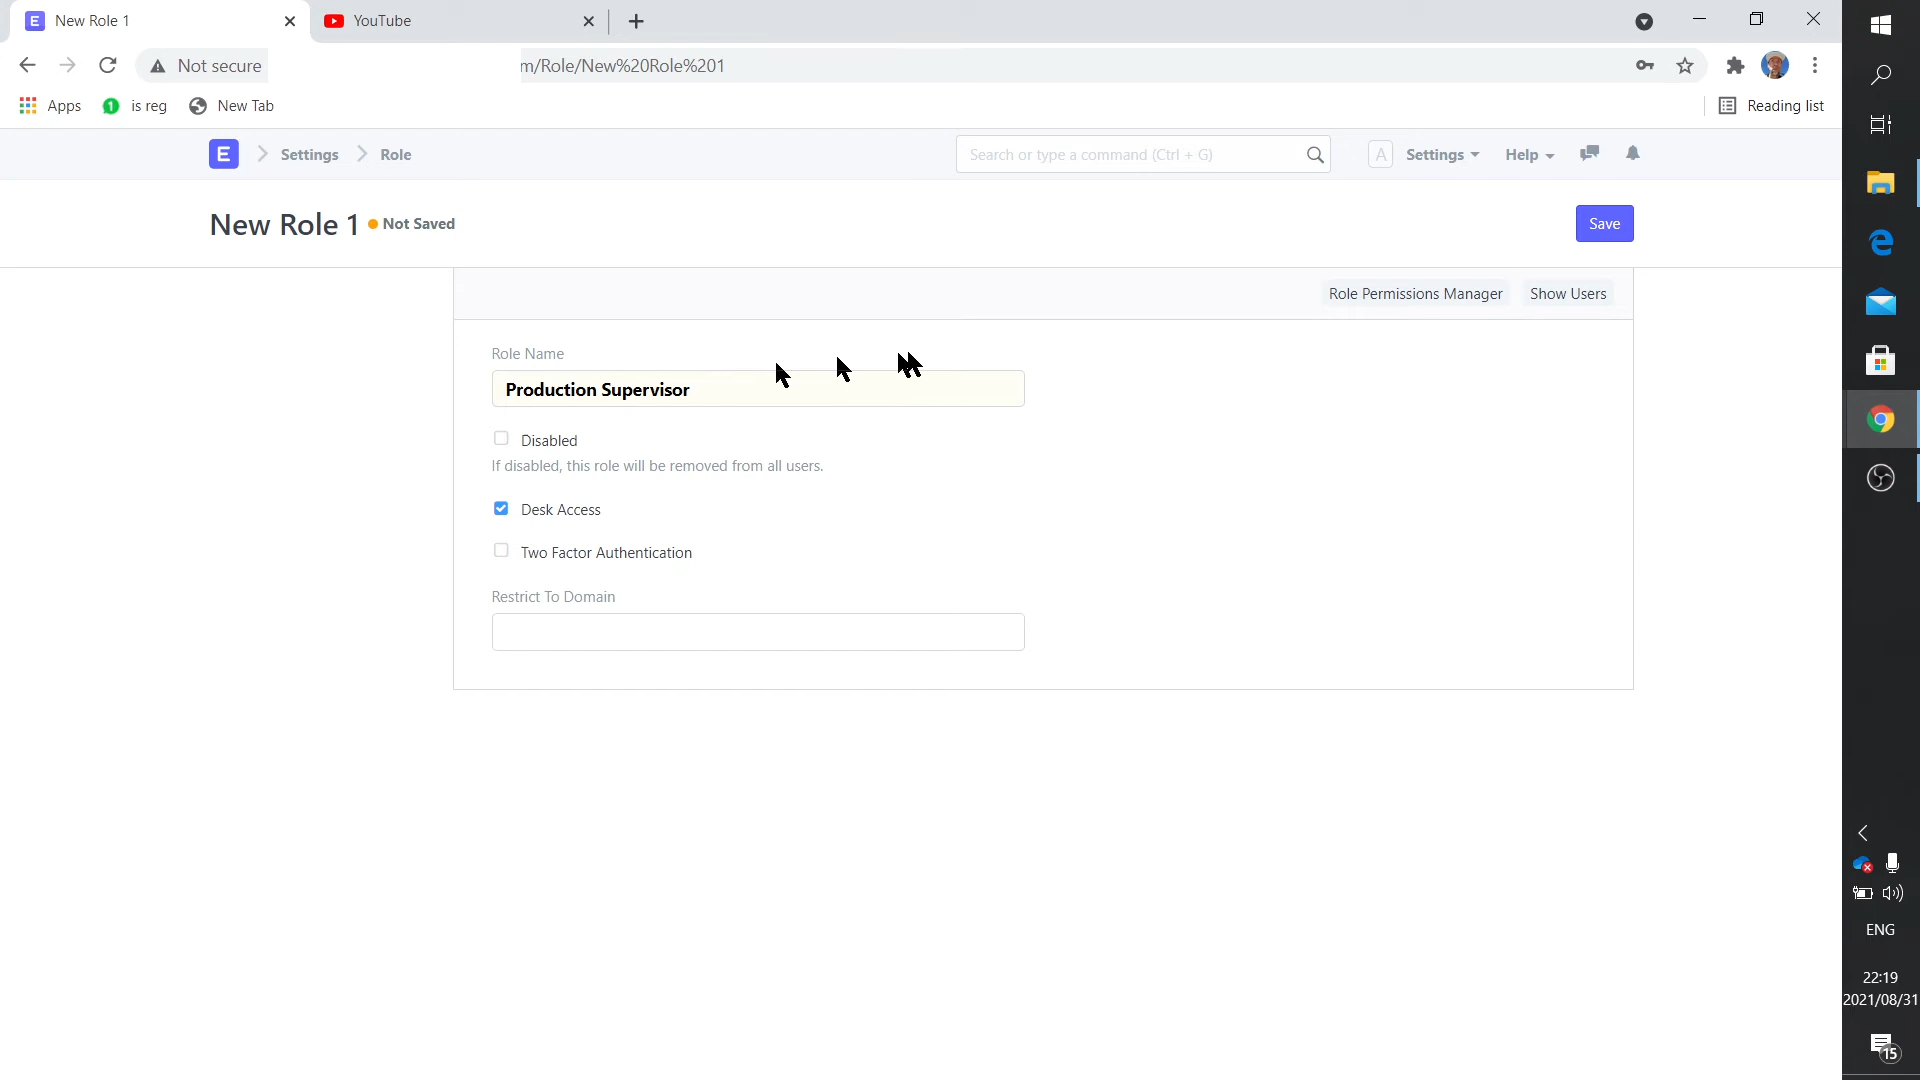 E New Role 1
YouTube
Not secure
m/Role/New%20Role%201
Apps
1 is reg
New Tab
Reading list
E
Settings
Role
Search or type a command (Ctrl + G)
A
Settings
Help
New Role 1
Not Saved
Save
Role Permissions Manager
Show Users
Role Name
Production Supervisor
Disabled
If disabled, this role will be removed from all users.
Desk Access
Two Factor Authentication
Restrict To Domain
ENG
22:19
2021/08/31
15